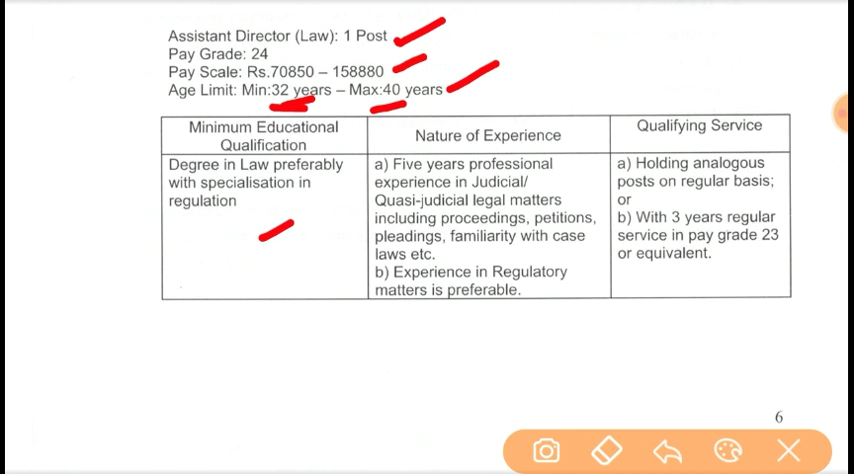 Assistant Director (Law): 1 Post
Pay Grade: 24
Pay Scale: Rs.70850 – 158880
Age Limit: Min:32 years – Max:40 years
Minimum Educational
Qualification
Nature of Experience
Qualifying Service
Degree in Law preferably
with specialisation in
regulation
a) Five years professional
experience in Judicial/
Quasi-judicial legal matters
including proceedings, petitions,
pleadings, familiarity with case
laws etc.
b) Experience in Regulatory
matters is preferable.
a) Holding analogous
posts on regular basis;
or
b) With 3 years regular
service in pay grade 23
or equivalent.
6